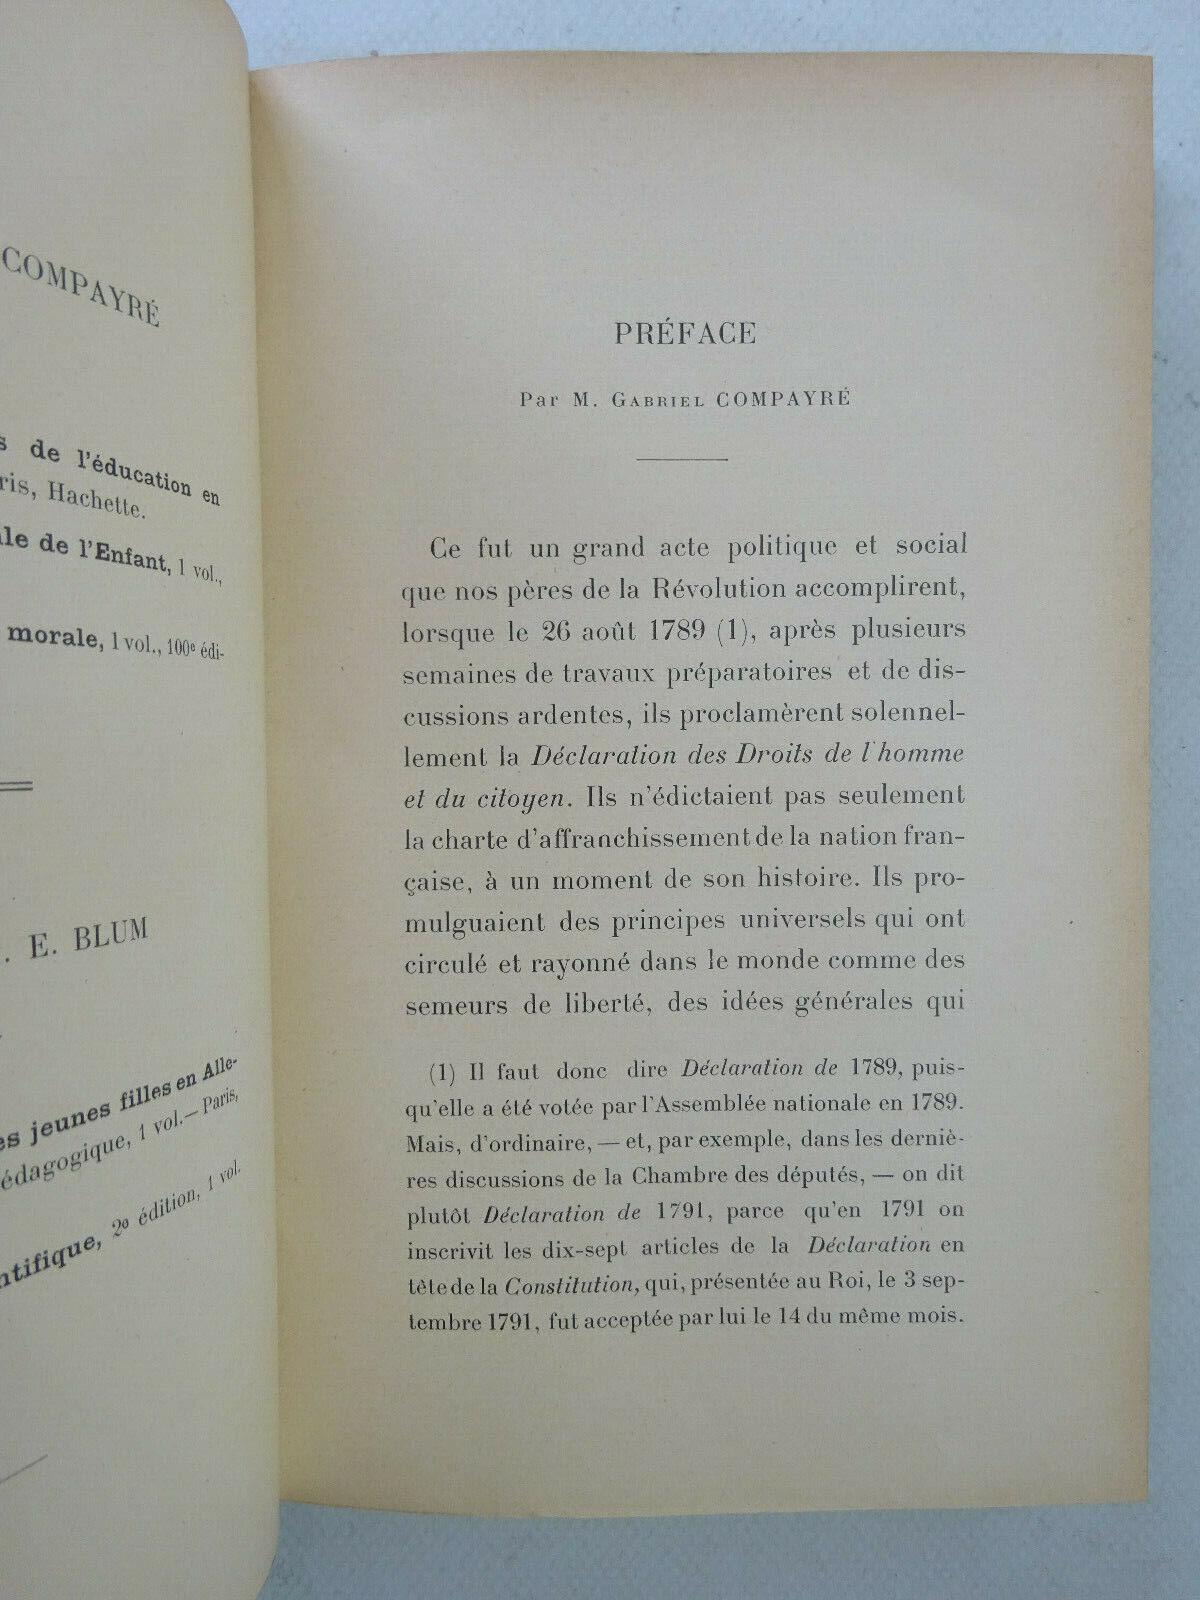 COMPAYRÉ
de l'éducation en
Hachette.
de l'Enfant, 1 vol.,
morale, 1 vol., 100e édi-
E. BLUM
jeunes filles en Alle-
1 vol.— Paris,
2e édition, 1 vol.
PRÉFACE
Par M. GABRIEL COMPAYRÉ
Ce fut un grand acte politique et social
que nos pères de la Révolution accomplirent,
lorsque le 26 août 1789 (1), après plusieurs
semaines de travaux préparatoires et de dis-
cussions ardentes, ils proclamèrent solennel-
lement la Déclaration des Droits de l'homme
et du citoyen. Ils n'édictaient pas seulement
la charte d'affranchissement de la nation fran-
çaise, à un moment de son histoire. Ils pro-
mulguaient des principes universels qui ont
circulé et rayonné dans le monde comme des
semeurs de liberté, des idées générales qui
(1) Il faut donc dire Déclaration de 1789, puis-
qu'elle a été votée par l'Assemblée nationale en 1789.
Mais, d'ordinaire, — et, par exemple, dans les derniè-
res discussions de la Chambre des députés, — on dit
plutôt Déclaration de 1791, parce qu'en 1791 on
inscrivit les dix-sept articles de la Déclaration en
tête de la Constitution, qui, présentée au Roi, le 3 sep-
tembre 1791, fut acceptée par lui le 14 du même mois.